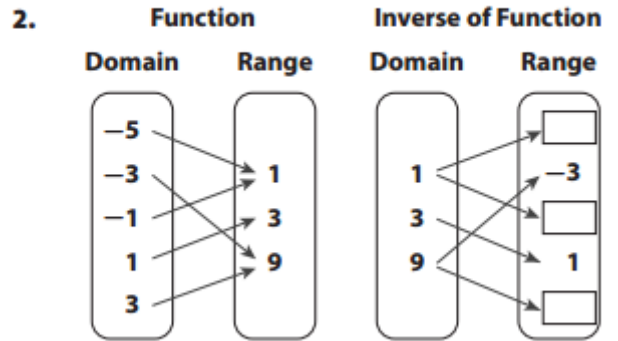 2. Function Inverse of Function
Domain Range Domain Range
−5
−3 1 1 −3
−1 3 3
1 9 9 1
3